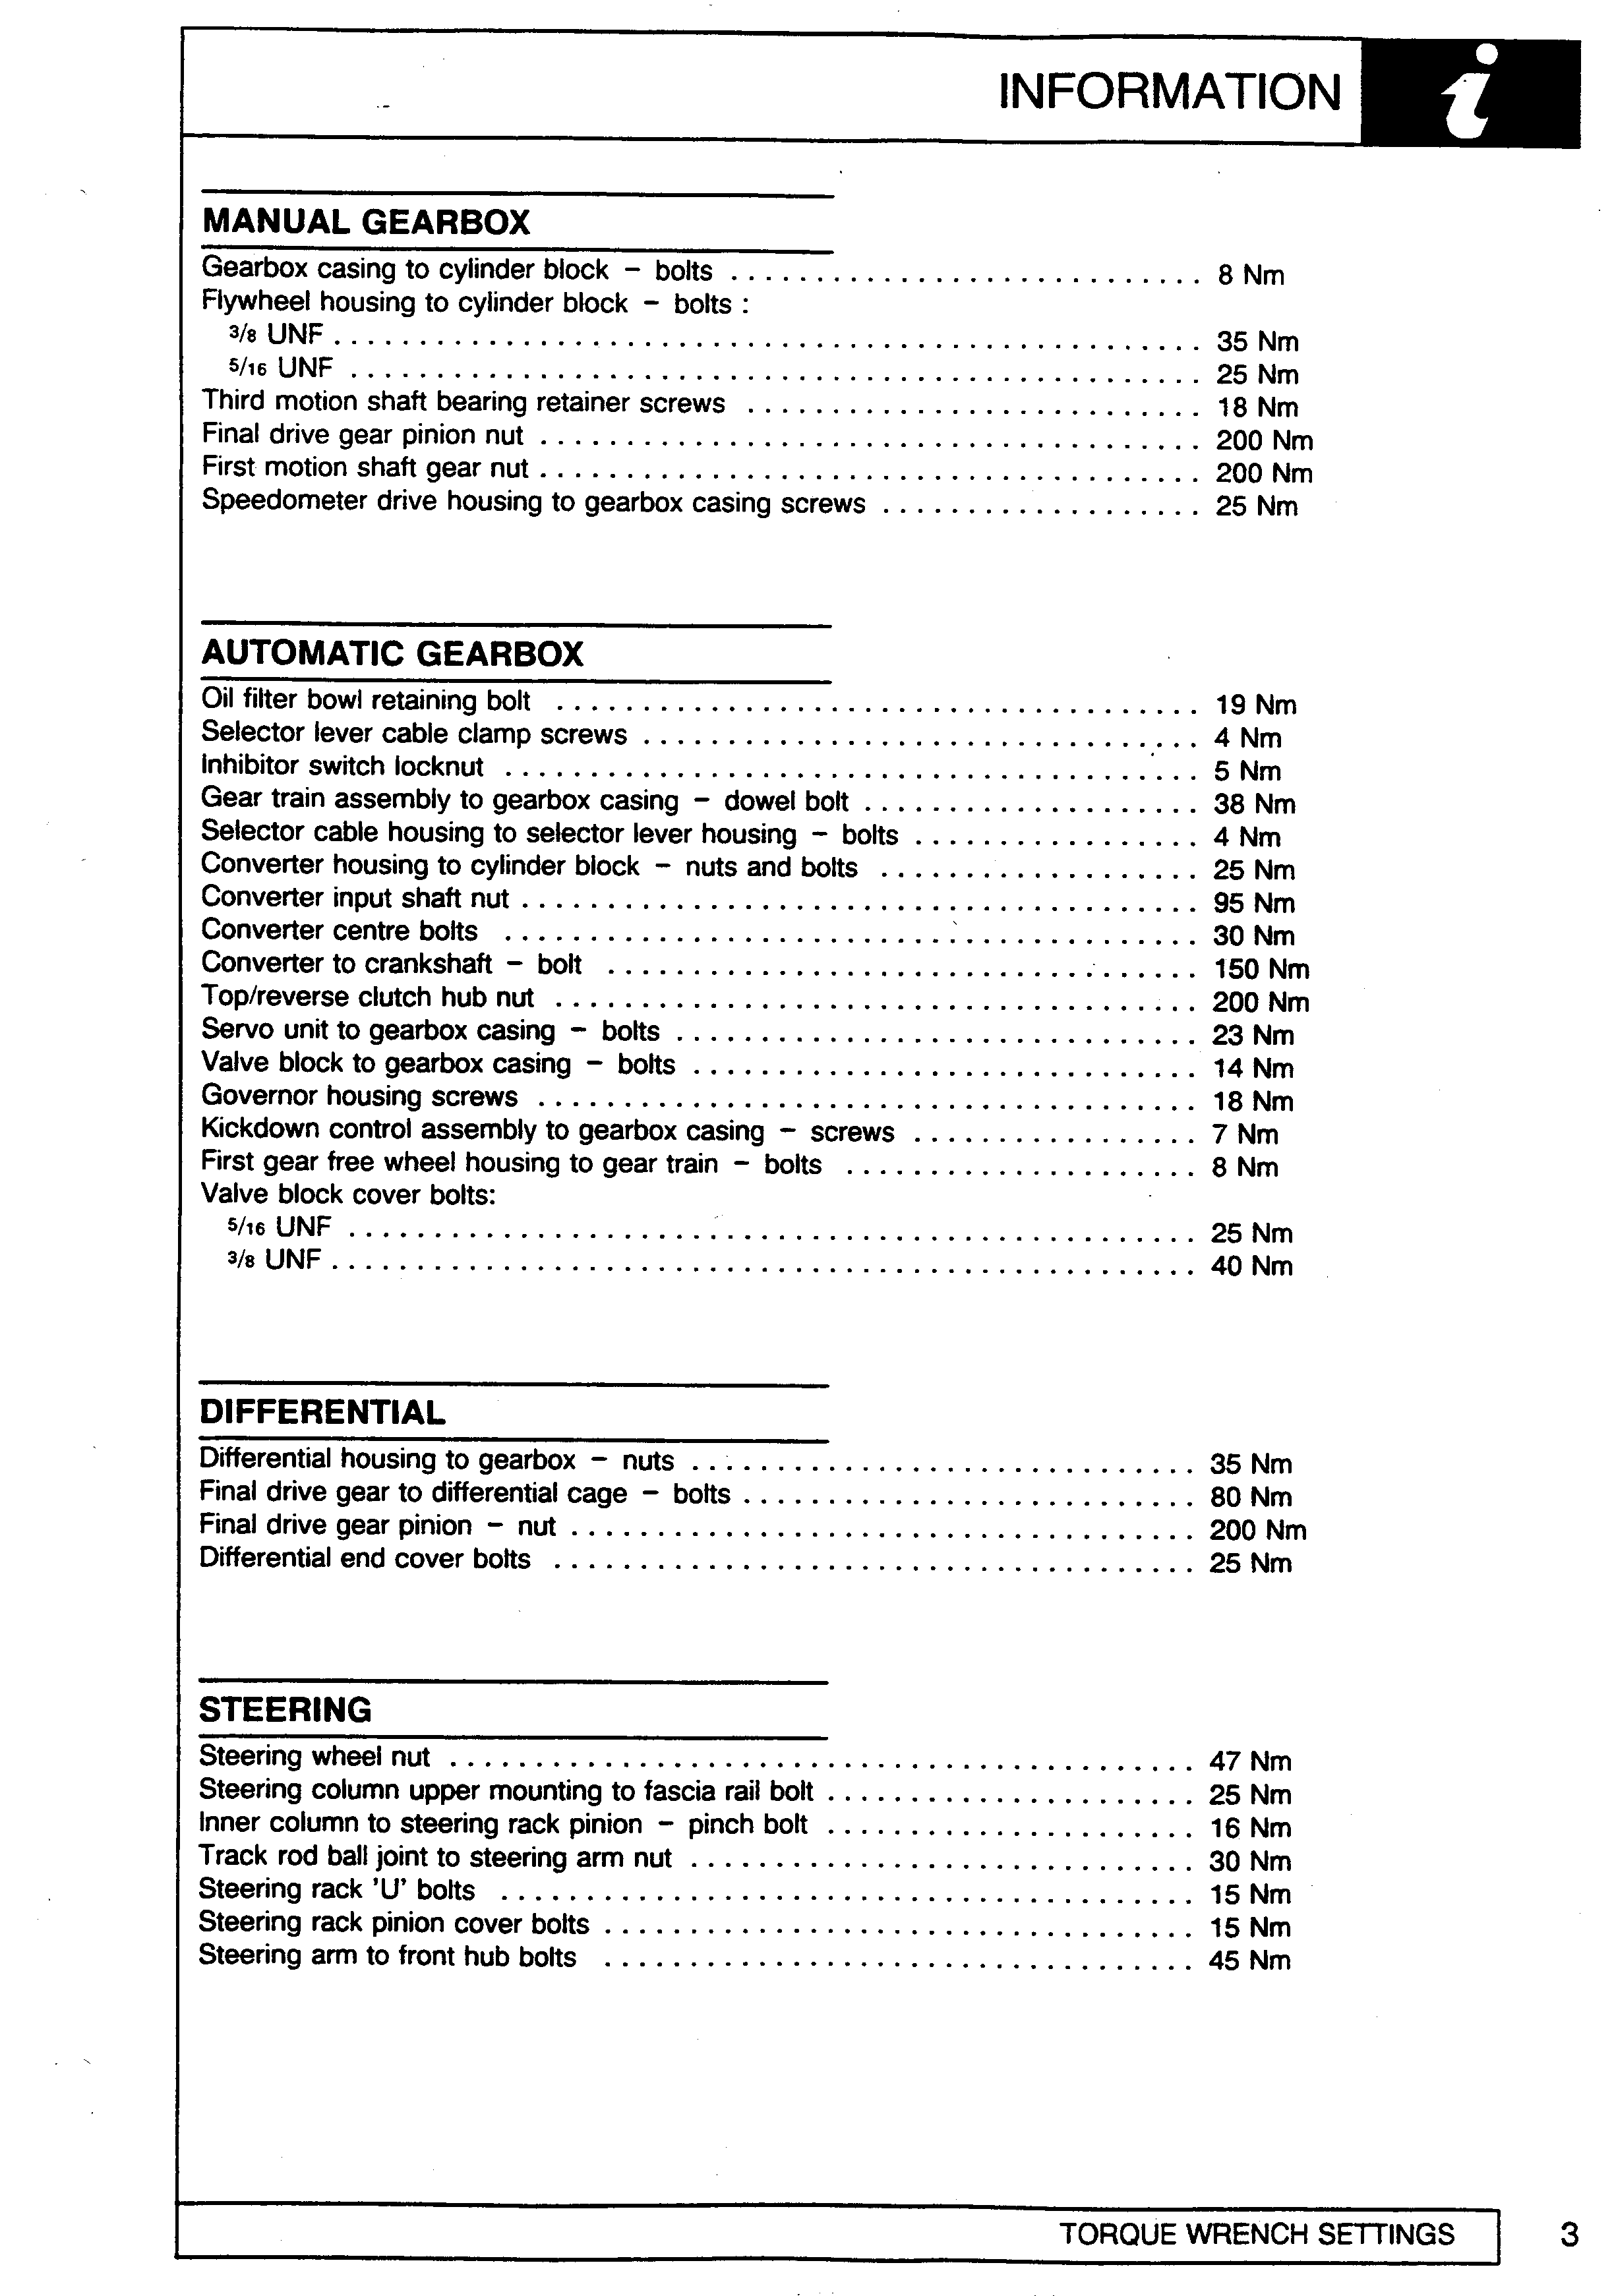 INFORMATION i
MANUAL GEARBOX
Gearbox casing to cylinder block – bolts ............................ 8 Nm
Flywheel housing to cylinder block – bolts :
3/8 UNF .................................................... 35 Nm
5/16 UNF ................................................... 25 Nm
Third motion shaft bearing retainer screws ........................... 18 Nm
Final drive gear pinion nut ....................................... 200 Nm
First motion shaft gear nut ....................................... 200 Nm
Speedometer drive housing to gearbox casing screws ................... 25 Nm
AUTOMATIC GEARBOX
Oil filter bowl retaining bolt ...................................... 19 Nm
Selector lever cable clamp screws ................................. 4 Nm
Inhibitor switch locknut ......................................... 5 Nm
Gear train assembly to gearbox casing – dowel bolt .................... 38 Nm
Selector cable housing to selector lever housing – bolts ................. 4 Nm
Converter housing to cylinder block – nuts and bolts ................... 25 Nm
Converter input shaft nut ........................................ 95 Nm
Converter centre bolts ......................................... 30 Nm
Converter to crankshaft – bolt ................................... 150 Nm
Top/reverse clutch hub nut ...................................... 200 Nm
Servo unit to gearbox casing – bolts ............................... 23 Nm
Valve block to gearbox casing – bolts .............................. 14 Nm
Governor housing screws ....................................... 18 Nm
Kickdown control assembly to gearbox casing – screws ................. 7 Nm
First gear free wheel housing to gear train – bolts ..................... 8 Nm
Valve block cover bolts:
5/16 UNF .................................................. 25 Nm
3/8 UNF ................................................... 40 Nm
DIFFERENTIAL
Differential housing to gearbox – nuts .............................. 35 Nm
Final drive gear to differential cage – bolts ........................... 80 Nm
Final drive gear pinion – nut ..................................... 200 Nm
Differential end cover bolts ...................................... 25 Nm
STEERING
Steering wheel nut ............................................ 47 Nm
Steering column upper mounting to fascia rail bolt ...................... 25 Nm
Inner column to steering rack pinion – pinch bolt ...................... 16 Nm
Track rod ball joint to steering arm nut .............................. 30 Nm
Steering rack 'U' bolts ......................................... 15 Nm
Steering rack pinion cover bolts ................................... 15 Nm
Steering arm to front hub bolts ................................... 45 Nm
TORQUE WRENCH SETTINGS 3